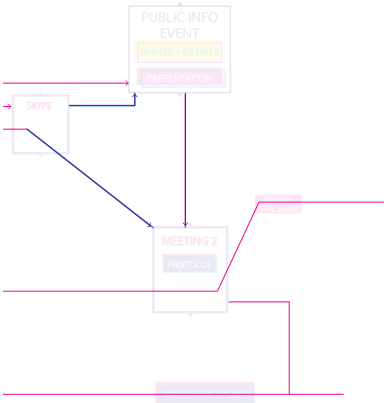 PUBLIC INFO
EVENT
WISHES + DESIRES
PRESENTATION
SKYPE
MEETING 2
PROTOCOL